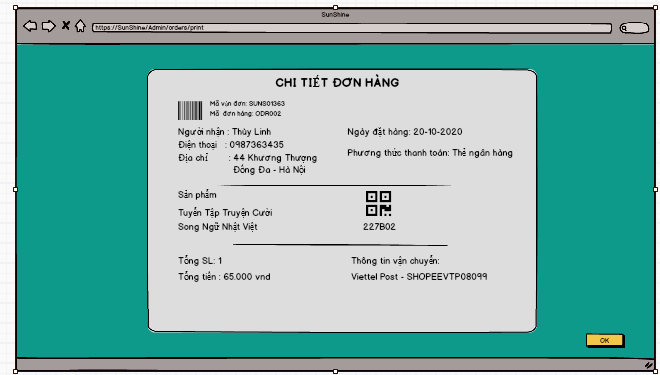 SunShine
https://SunShine/Admin/orders/print
CHI TIẾT ĐƠN HÀNG
Mã vận đơn: SUNS01363
Mã đơn hàng: ODR002
Người nhận : Thùy Linh
Ngày đặt hàng: 20-10-2020
Điện thoại : 0987363435
Phương thức thanh toán: Thẻ ngân hàng
Địa chỉ : 44 Khương Thượng
Đống Đa - Hà Nội
Sản phẩm
Tuyển Tập Truyện Cười
Song Ngữ Nhật Việt
227B02
Tổng SL: 1
Thông tin vận chuyển:
Tổng tiền : 65.000 vnd
Viettel Post - SHOPEEVTP08099
OK